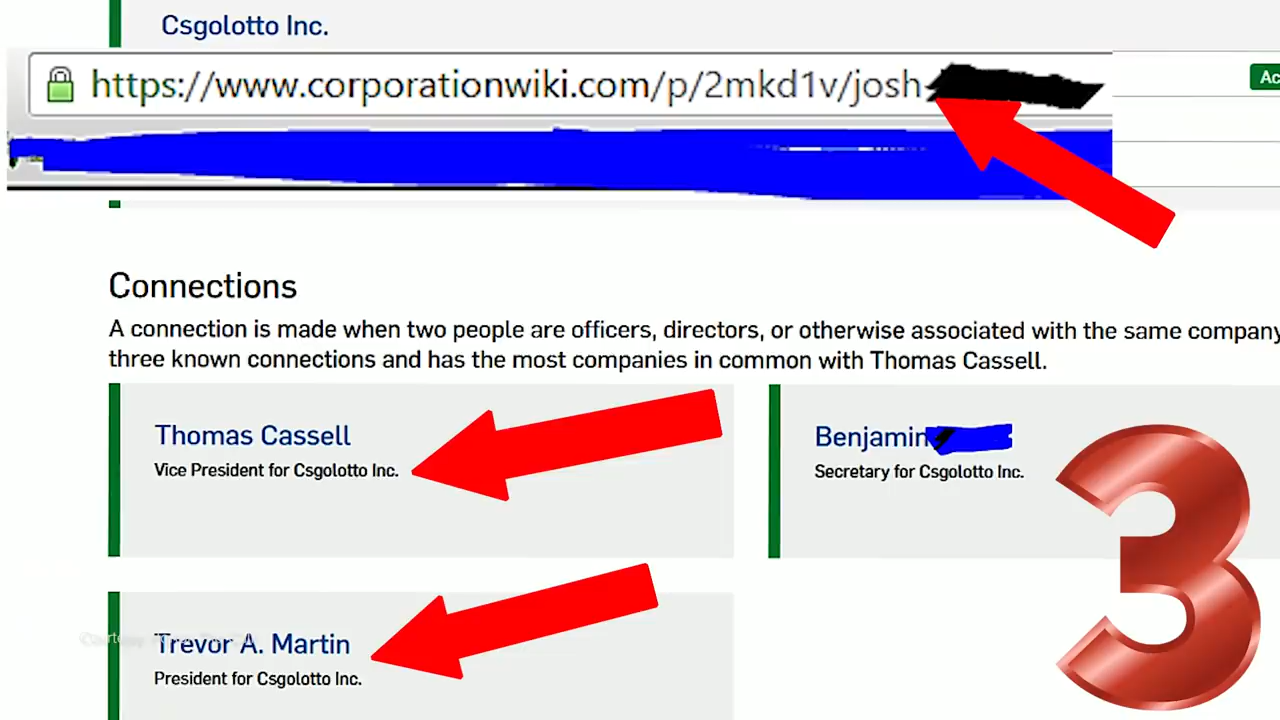 Csgolotto Inc.
https://www.corporationwiki.com/p/2mkd1v/josh
Ac
Connections
A connection is made when two people are officers, directors, or otherwise associated with the same company
three known connections and has the most companies in common with Thomas Cassell.
Thomas Cassell
Vice President for Csgolotto Inc.
Benjamin
Secretary for Csgolotto Inc.
3
Trevor A. Martin
President for Csgolotto Inc.
Courtesy